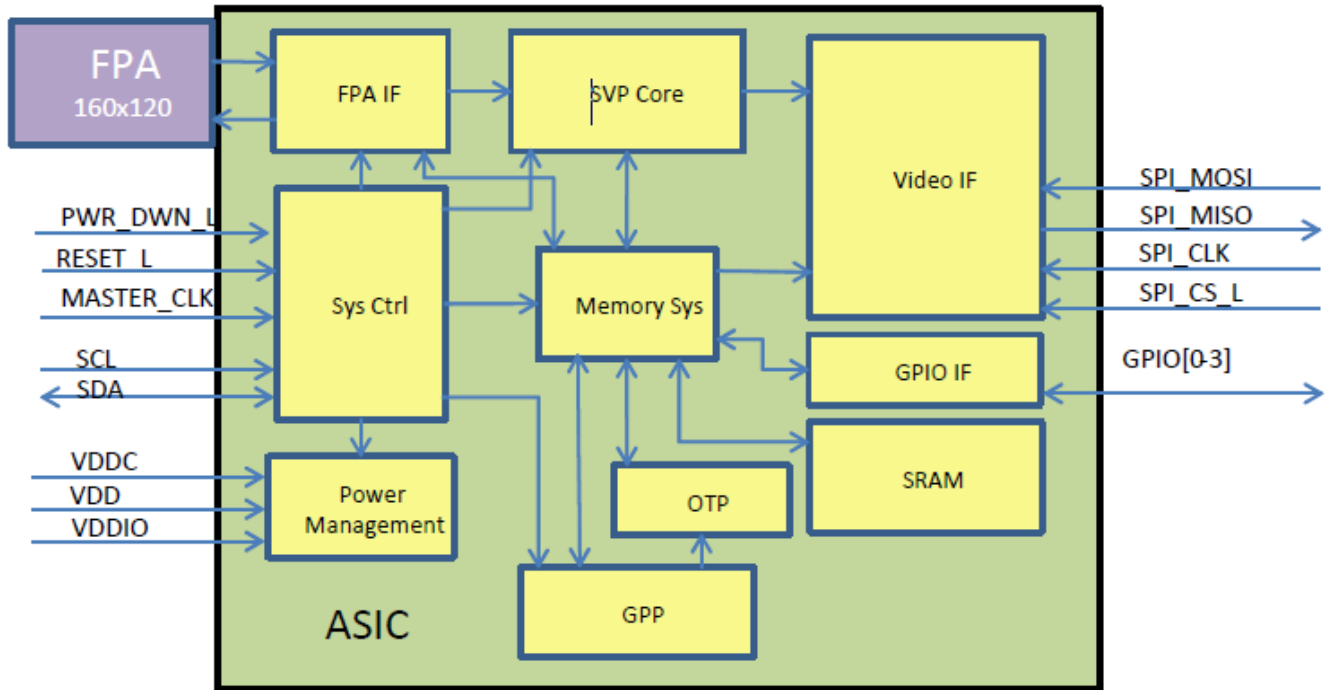 FPA
160x120
FPA IF
SVP Core
Video IF
SPI_MOSI
SPI_MISO
SPI_CLK
SPI_CS_L
PWR_DWN_L
RESET_L
MASTER_CLK
Sys Ctrl
Memory Sys
SCL
SDA
GPIO IF
GPIO[0-3]
VDDC
VDD
VDDIO
Power
Management
OTP
SRAM
GPP
ASIC